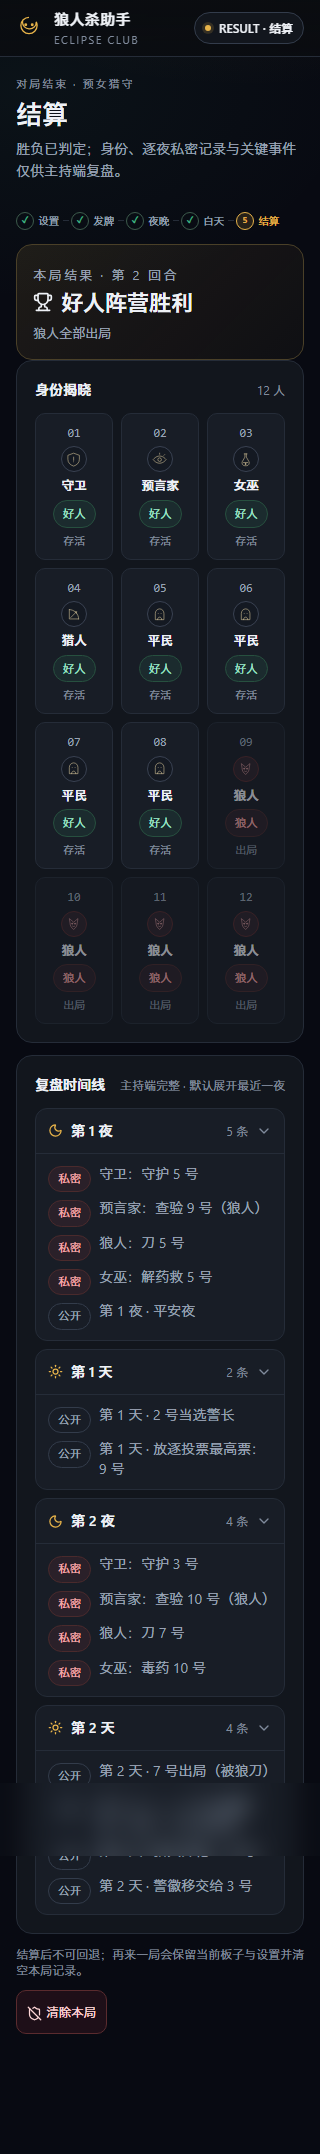 狼人杀助手
ECLIPSE CLUB
RESULT · 结算
对局结束 · 预女猎守
结算
胜负已判定；身份、逐夜私密记录与关键事件
仅供主持端复盘。
✓ 设置 ✓ 发牌 ✓ 夜晚 ✓ 白天 5 结算
本局结果 · 第 2 回合
好人阵营胜利
狼人全部出局
身份揭晓 12 人
01 02 03
守卫 预言家 女巫
好人 好人 好人
存活 存活 存活
04 05 06
猎人 平民 平民
好人 好人 好人
存活 存活 存活
07 08 09
平民 平民 狼人
好人 好人 狼人
存活 存活 出局
10 11 12
狼人 狼人 狼人
狼人 狼人 狼人
出局 出局 出局
复盘时间线 主持端完整 · 默认展开最近一夜
第 1 夜 5 条
私密 守卫：守护 5 号
私密 预言家：查验 9 号（狼人）
私密 狼人：刀 5 号
私密 女巫：解药救 5 号
公开 第 1 夜 · 平安夜
第 1 天 2 条
公开 第 1 天 · 2 号当选警长
公开 第 1 天 · 放逐投票最高票：
9 号
第 2 夜 4 条
私密 守卫：守护 3 号
私密 预言家：查验 10 号（狼人）
私密 狼人：刀 7 号
私密 女巫：毒药 10 号
第 2 天 4 条
公开 第 2 天 · 7 号出局（被狼刀）
公开
公开 第 2 天 · 警徽移交给 3 号
结算后不可回退；再来一局会保留当前板子与设置并清
空本局记录。
清除本局